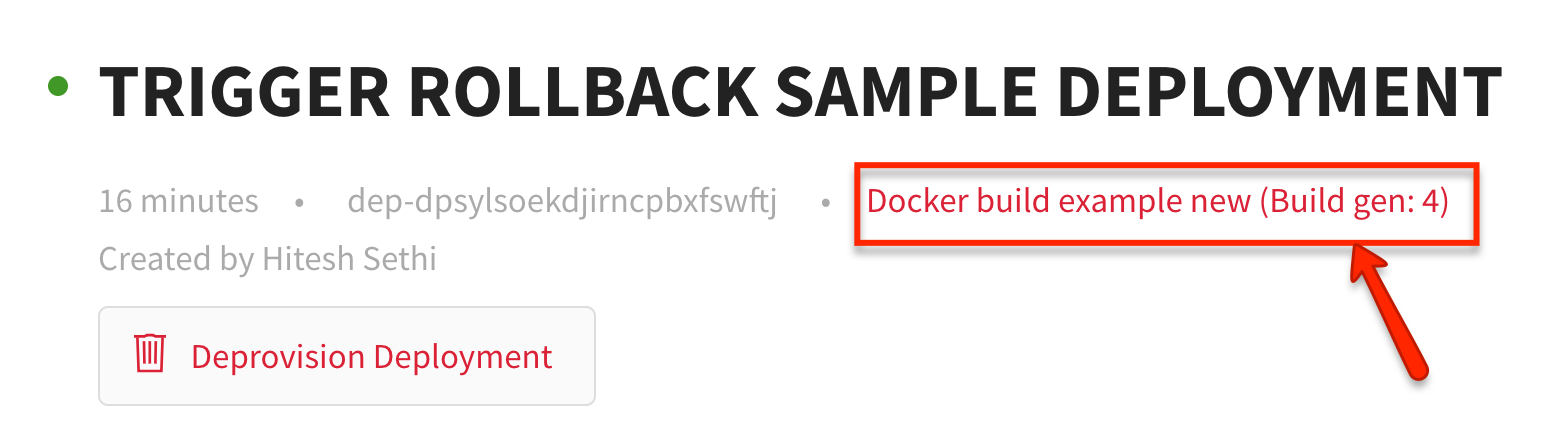 TRIGGER ROLLBACK SAMPLE DEPLOYMENT
16 minutes • dep-dpsylsoekdjirncpbxfswftj • Docker build example new (Build gen: 4)
Created by Hitesh Sethi
Deprovision Deployment